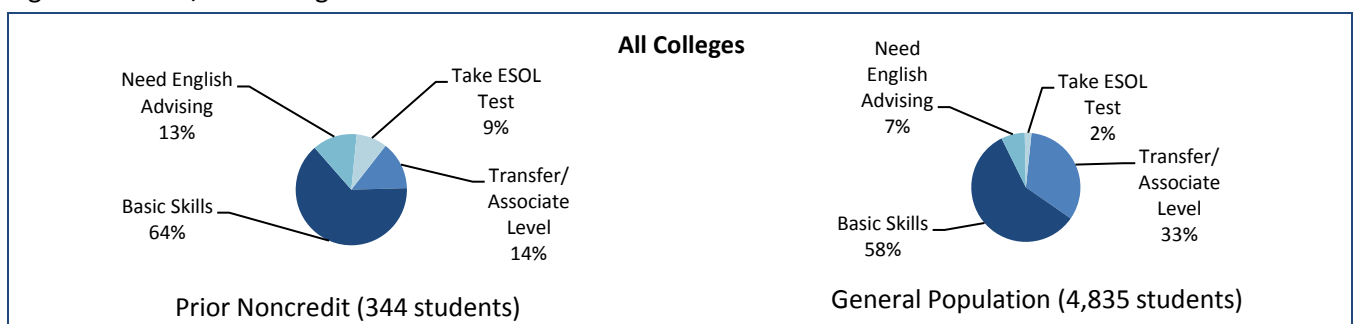 All Colleges
Need English
Advising
13%
Take ESOL
Test
9%
Transfer/
Associate
Level
14%
Basic Skills
64%
Prior Noncredit (344 students)
Need
English
Advising
7%
Take ESOL
Test
2%
Transfer/
Associate
Level
33%
Basic Skills
58%
General Population (4,835 students)